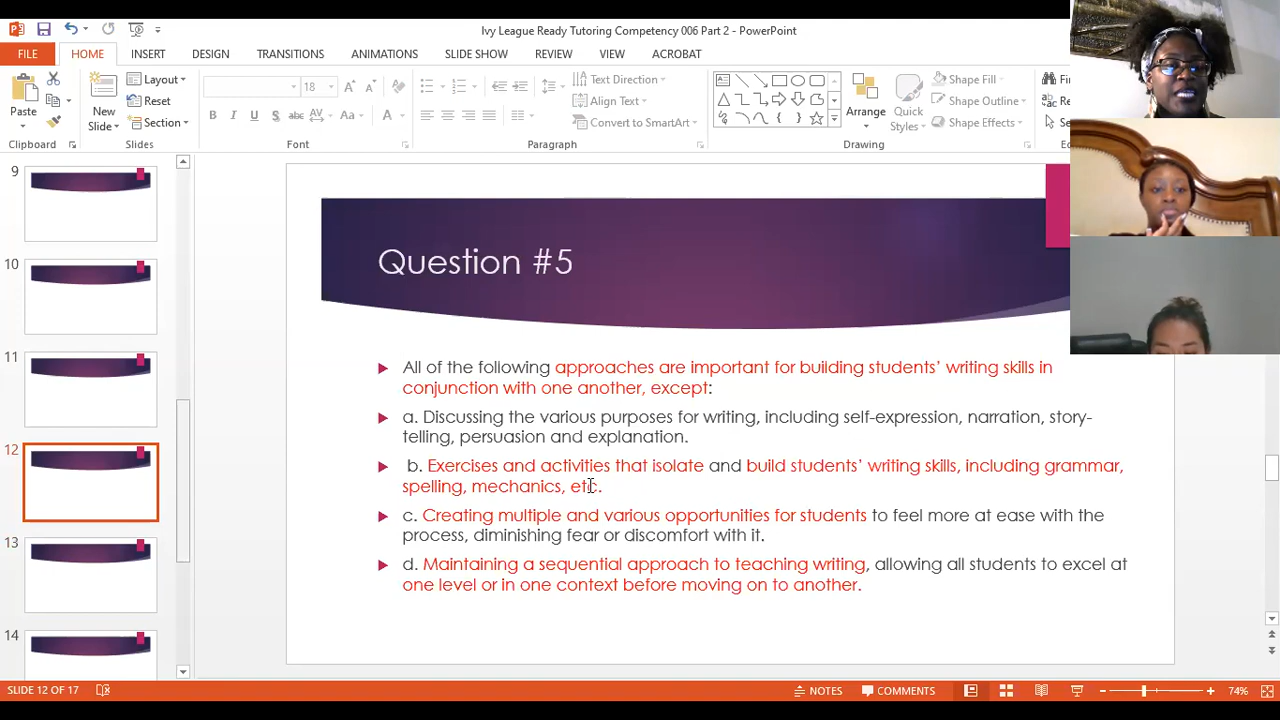 Ivy League Ready Tutoring Competency 006 Part 2 - PowerPoint
FILE HOME INSERT DESIGN TRANSITIONS ANIMATIONS SLIDE SHOW REVIEW VIEW ACROBAT
Paste
Clipboard
New
Slide
Layout
Reset
Section
Slides
18
B I U S abc AV Aa A
Font
Text Direction
Align Text
Convert to SmartArt
Paragraph
Arrange
Quick
Styles
Shape Fill
Shape Outline
Shape Effects
Drawing
9
10
11
12
13
14
Question #5
All of the following approaches are important for building students’ writing skills in
conjunction with one another, except:
a. Discussing the various purposes for writing, including self-expression, narration, story-
telling, persuasion and explanation.
b. Exercises and activities that isolate and build students’ writing skills, including grammar,
spelling, mechanics, etc.
c. Creating multiple and various opportunities for students to feel more at ease with the
process, diminishing fear or discomfort with it.
d. Maintaining a sequential approach to teaching writing, allowing all students to excel at
one level or in one context before moving on to another.
SLIDE 12 OF 17
NOTES
COMMENTS
74%